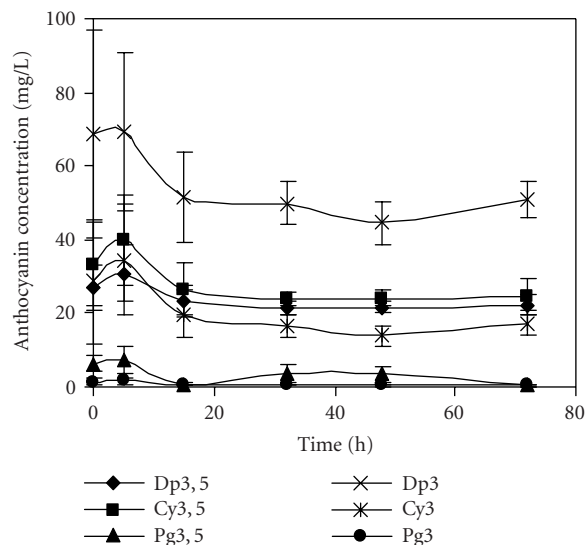 100
80
60
40
20
0
Anthocyanin concentration (mg/L)
0 20 40 60 80
Time (h)
Dp3, 5 Dp3
Cy3, 5 Cy3
Pg3, 5 Pg3